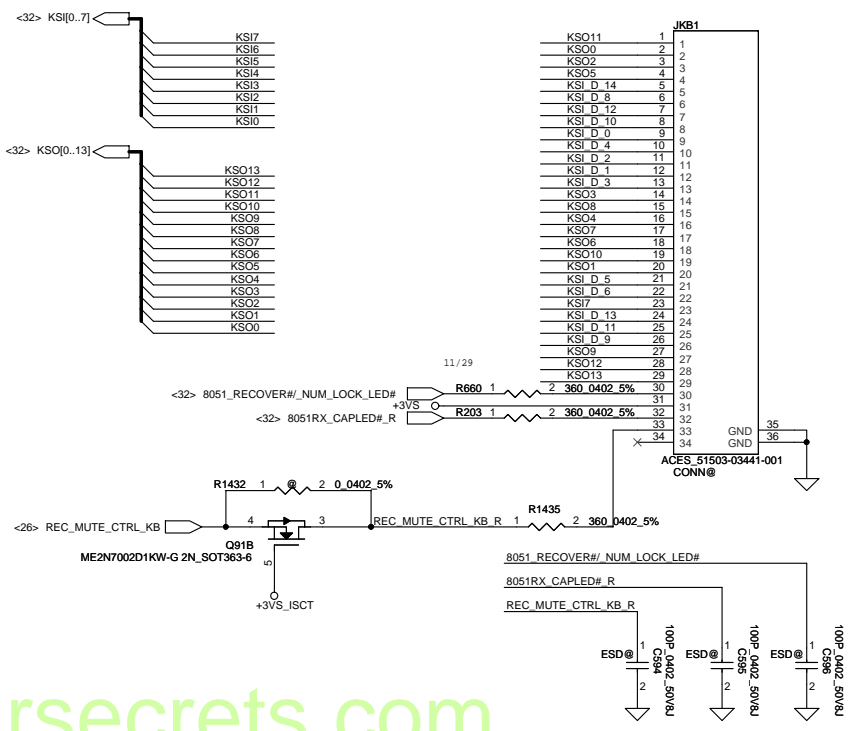 <32> KSI[0..7]
KSI7
KSI6
KSI5
KSI4
KSI3
KSI2
KSI1
KSI0
<32> KSO[0..13]
KSO13
KSO12
KSO11
KSO10
KSO9
KSO8
KSO7
KSO6
KSO5
KSO4
KSO3
KSO2
KSO1
KSO0
JKB1
KSO11 1 1
KSO0 2 2
KSO2 3 3
KSO5 4 4
KSI_D_14 5 5
KSI_D_8 6 6
KSI_D_12 7 7
KSI_D_10 8 8
KSI_D_0 9 9
KSI_D_4 10 10
KSI_D_2 11 11
KSI_D_1 12 12
KSI_D_3 13 13
KSO3 14 14
KSO8 15 15
KSO4 16 16
KSO7 17 17
KSO6 18 18
KSO10 19 19
KSO1 20 20
KSI_D_5 21 21
KSI_D_6 22 22
KSI7 23 23
KSI_D_13 24 24
KSI_D_11 25 25
KSI_D_9 26 26
KSO9 27 27
KSO12 28 28
KSO13 29 29
11/29
<32> 8051_RECOVER#/_NUM_LOCK_LED# R660 1 2 360_0402_5% 30 30
+3VS 31 31
<32> 8051RX_CAPLED#_R R203 1 2 360_0402_5% 32 32
33 33
34 34
GND 35
GND 36
ACES_51503-03441-001
CONN@
R1432 1 @ 2 0_0402_5%
<26> REC_MUTE_CTRL_KB 4 3 REC_MUTE_CTRL_KB_R 1 R1435 2 360_0402_5%
Q91B
ME2N7002D1KW-G 2N_SOT363-6
5
+3VS_ISCT
8051_RECOVER#/_NUM_LOCK_LED#
8051RX_CAPLED#_R
REC_MUTE_CTRL_KB_R
ESD@ 1 2 C594 100P_0402_50V8J
ESD@ 1 2 C595 100P_0402_50V8J
ESD@ 1 2 C596 100P_0402_50V8J
rsecrets.com